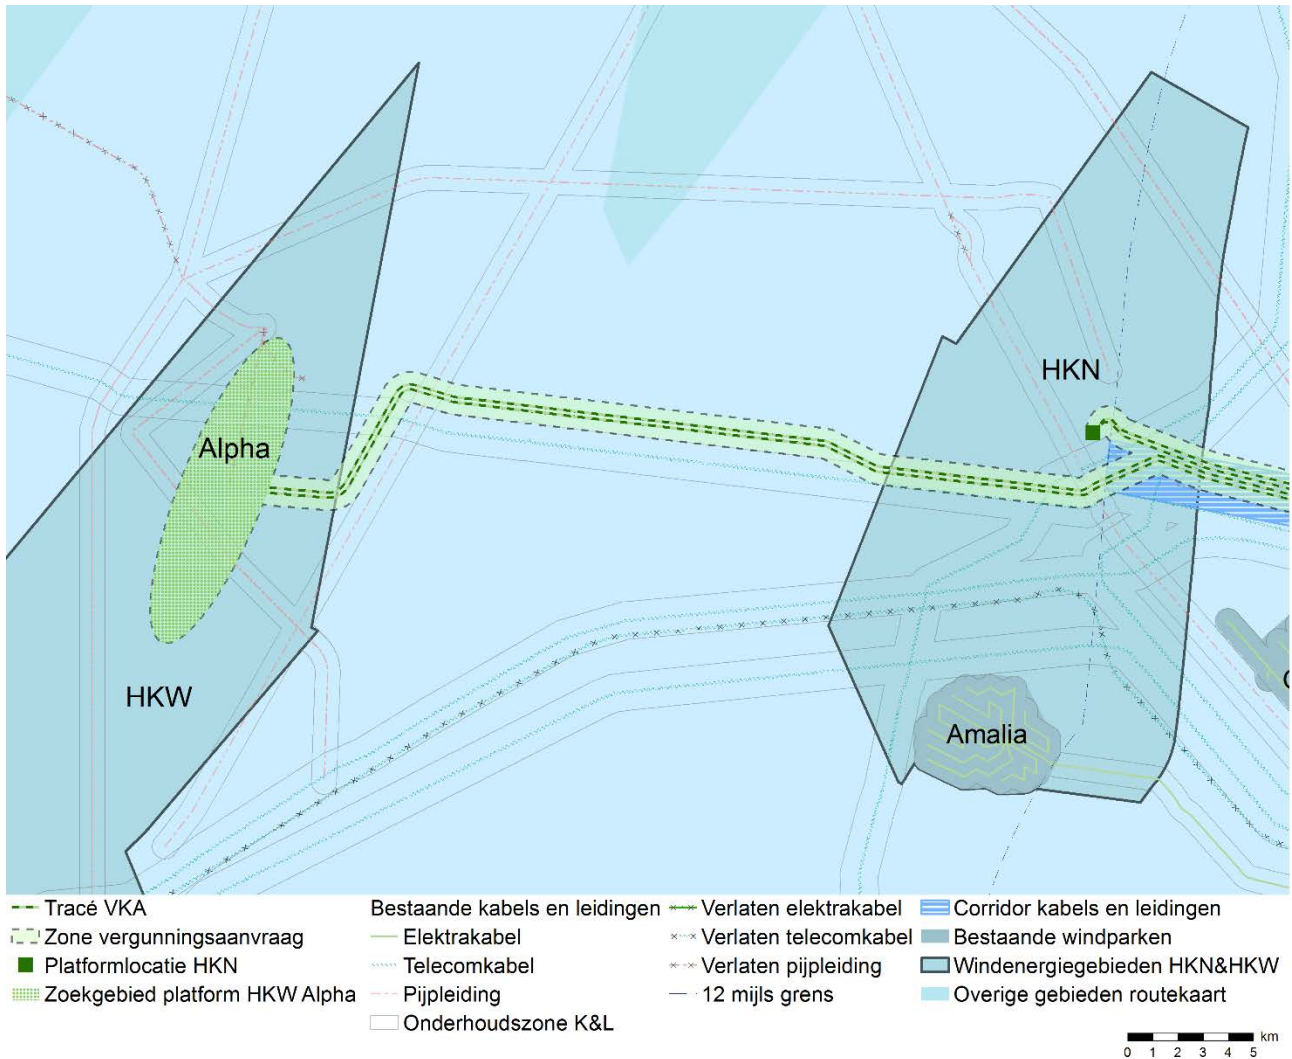 HKN
Alpha
HKW
Amalia
Tracé VKA
Zone vergunningsaanvraag
Platformlocatie HKN
Zoekgebied platform HKW Alpha
Bestaande kabels en leidingen
Elektrakabel
Telecomkabel
Pijpleiding
Onderhoudszone K&L
Verlaten elektrakabel
Verlaten telecomkabel
Verlaten pijpleiding
12 mijls grens
Corridor kabels en leidingen
Bestaande windparken
Windenergiegebieden HKN&HKW
Overige gebieden routekaart
km
0 1 2 3 4 5